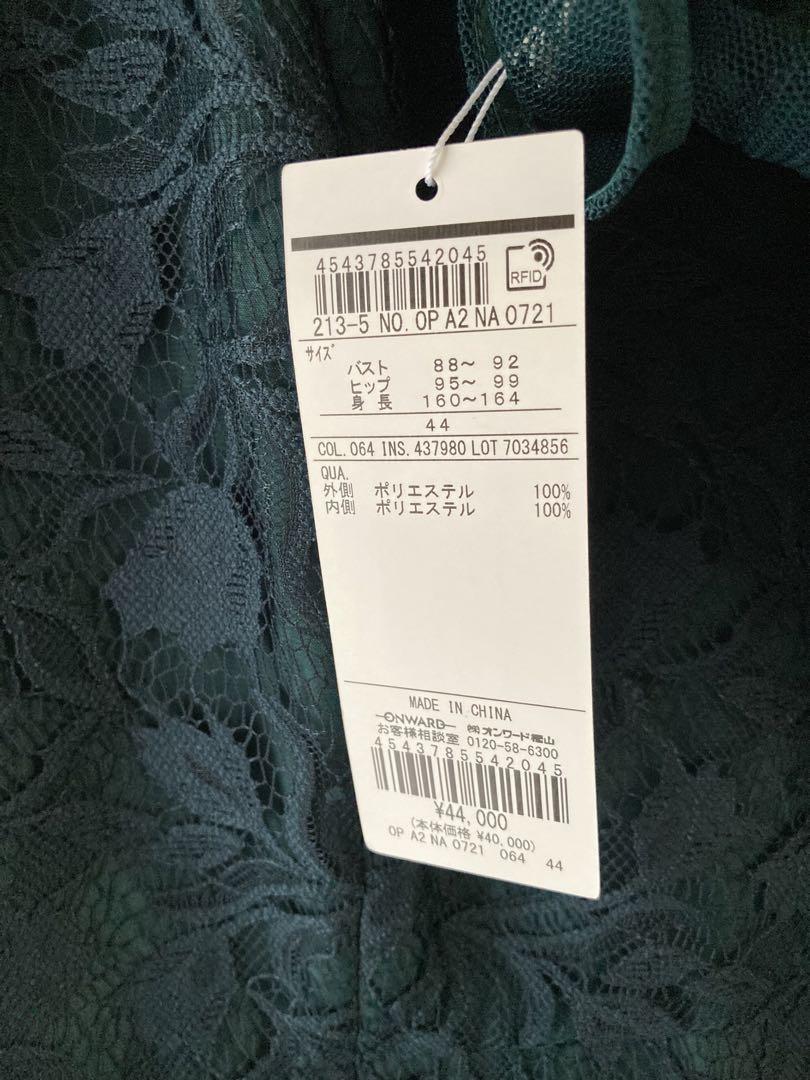 4543785542045
RFID
213-5 NO. OP A2 NA 0721
サイズ
バスト 88～ 92
ヒップ 95～ 99
身長 160～164
44
COL. 064 INS. 437980 LOT 7034856
QUA.
外側 ポリエステル 100%
内側 ポリエステル 100%
MADE IN CHINA
ONWARD ㈱オンワード樫山
お客様相談室 0120-58-6300
4543785542045
¥44,000
(本体価格 ¥40,000)
OP A2 NA 0721 064 44